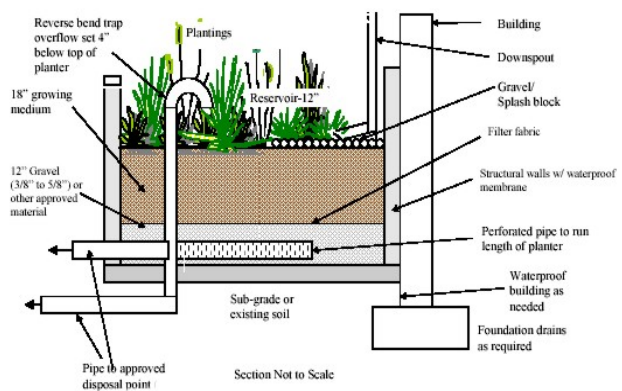 Reverse bend trap
overflow set 4”
below top of
planter
Plantings
Building
Downspout
18” growing
medium
Reservoir-12”
Gravel/
Splash block
Filter fabric
12” Gravel
(3/8” to 5/8”) or
other approved
material
Structural walls w/ waterproof
membrane
Perforated pipe to run
length of planter
Waterproof
building as
needed
Sub-grade or
existing soil
Foundation drains
as required
Pipe to approved
disposal point
Section Not to Scale